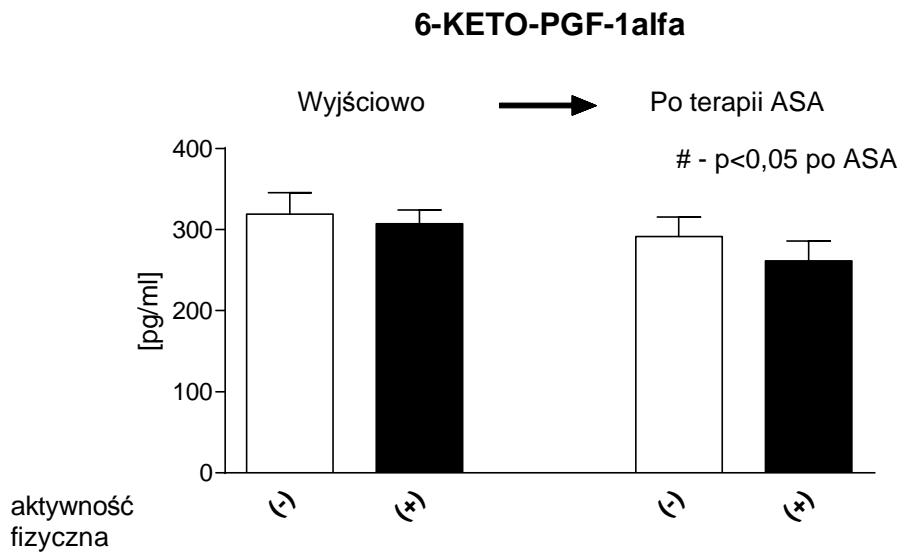 6-KETO-PGF-1alfa
Wyjściowo
Po terapii ASA
# - p<0,05 po ASA
[pg/ml]
400
300
200
100
0
aktywność
fizyczna
(-)
(+)
(-)
(+)